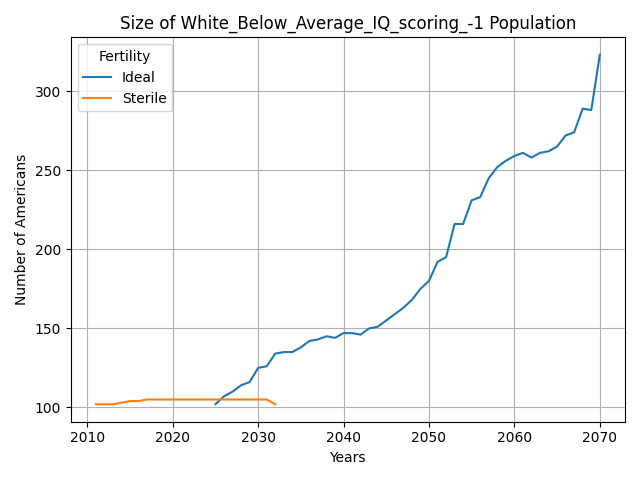 Size of White_Below_Average_IQ_scoring_-1 Population
Fertility
Ideal
Sterile
Number of Americans
300
250
200
150
100
2010 2020 2030 2040 2050 2060 2070
Years